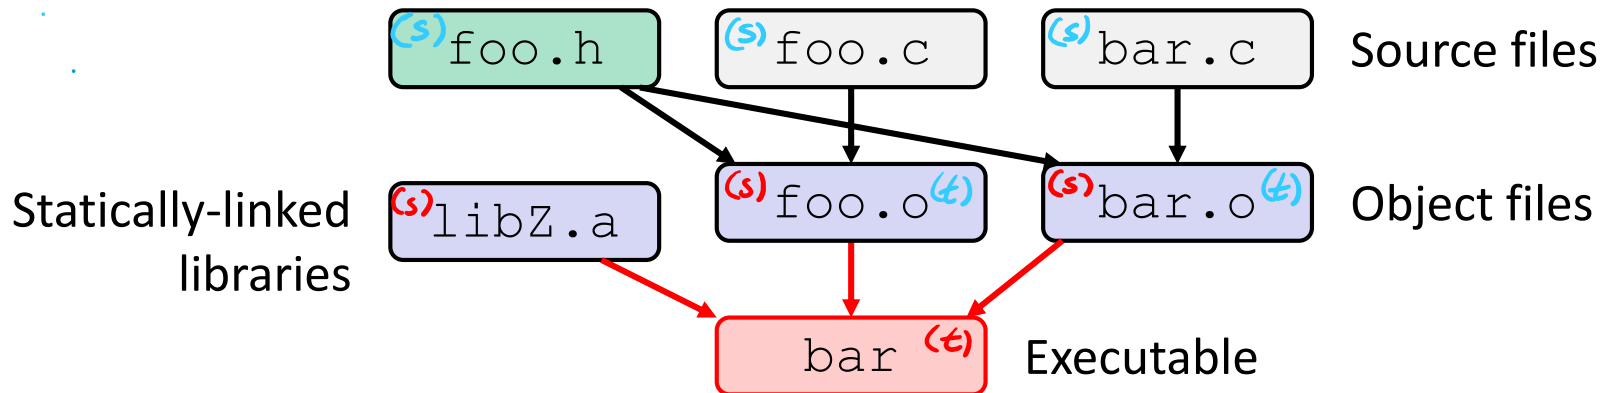 (s) foo.h
(s) foo.c
(s) bar.c
Source files
Statically-linked
libraries
(s) libZ.a
(s) foo.o (t)
(s) bar.o (t)
Object files
bar (t)
Executable